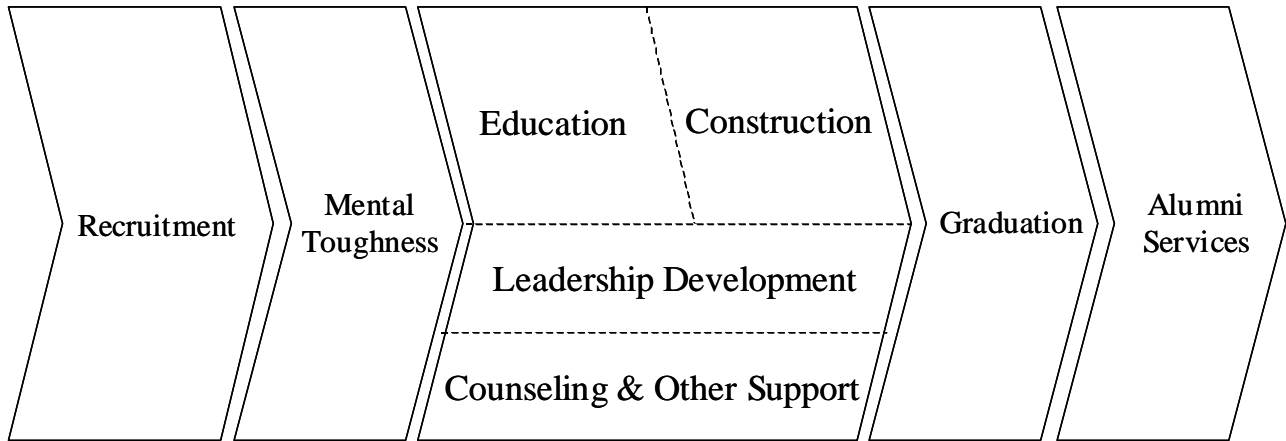 Recruitment
Mental
Toughness
Education
Construction
Leadership Development
Counseling & Other Support
Graduation
Alumni
Services